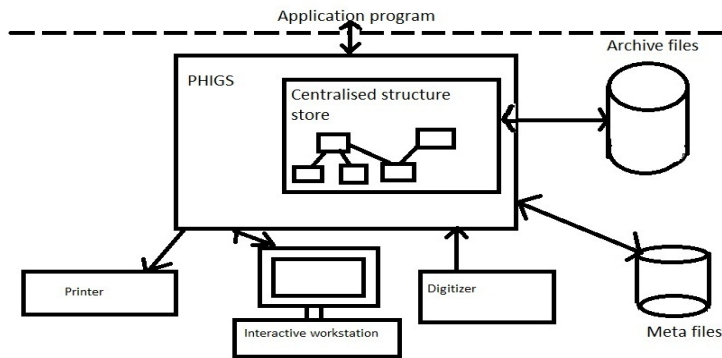 Application program
PHIGS
Archive files
Centralised structure
store
Printer
Interactive workstation
Digitizer
Meta files